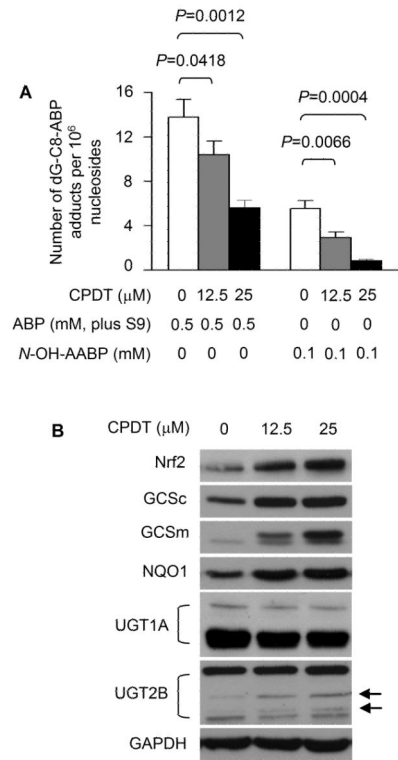 P=0.0012
P=0.0418
A
Number of dG-C8-ABP
adducts per 10⁶
nucleosides
16
12
8
4
0
P=0.0004
P=0.0066
CPDT (μM) 0 12.5 25 0 12.5 25
ABP (mM, plus S9) 0.5 0.5 0.5 0 0 0
N-OH-AABP (mM) 0 0 0 0.1 0.1 0.1
B
CPDT (μM) 0 12.5 25
Nrf2
GCSc
GCSm
NQO1
UGT1A
UGT2B
GAPDH